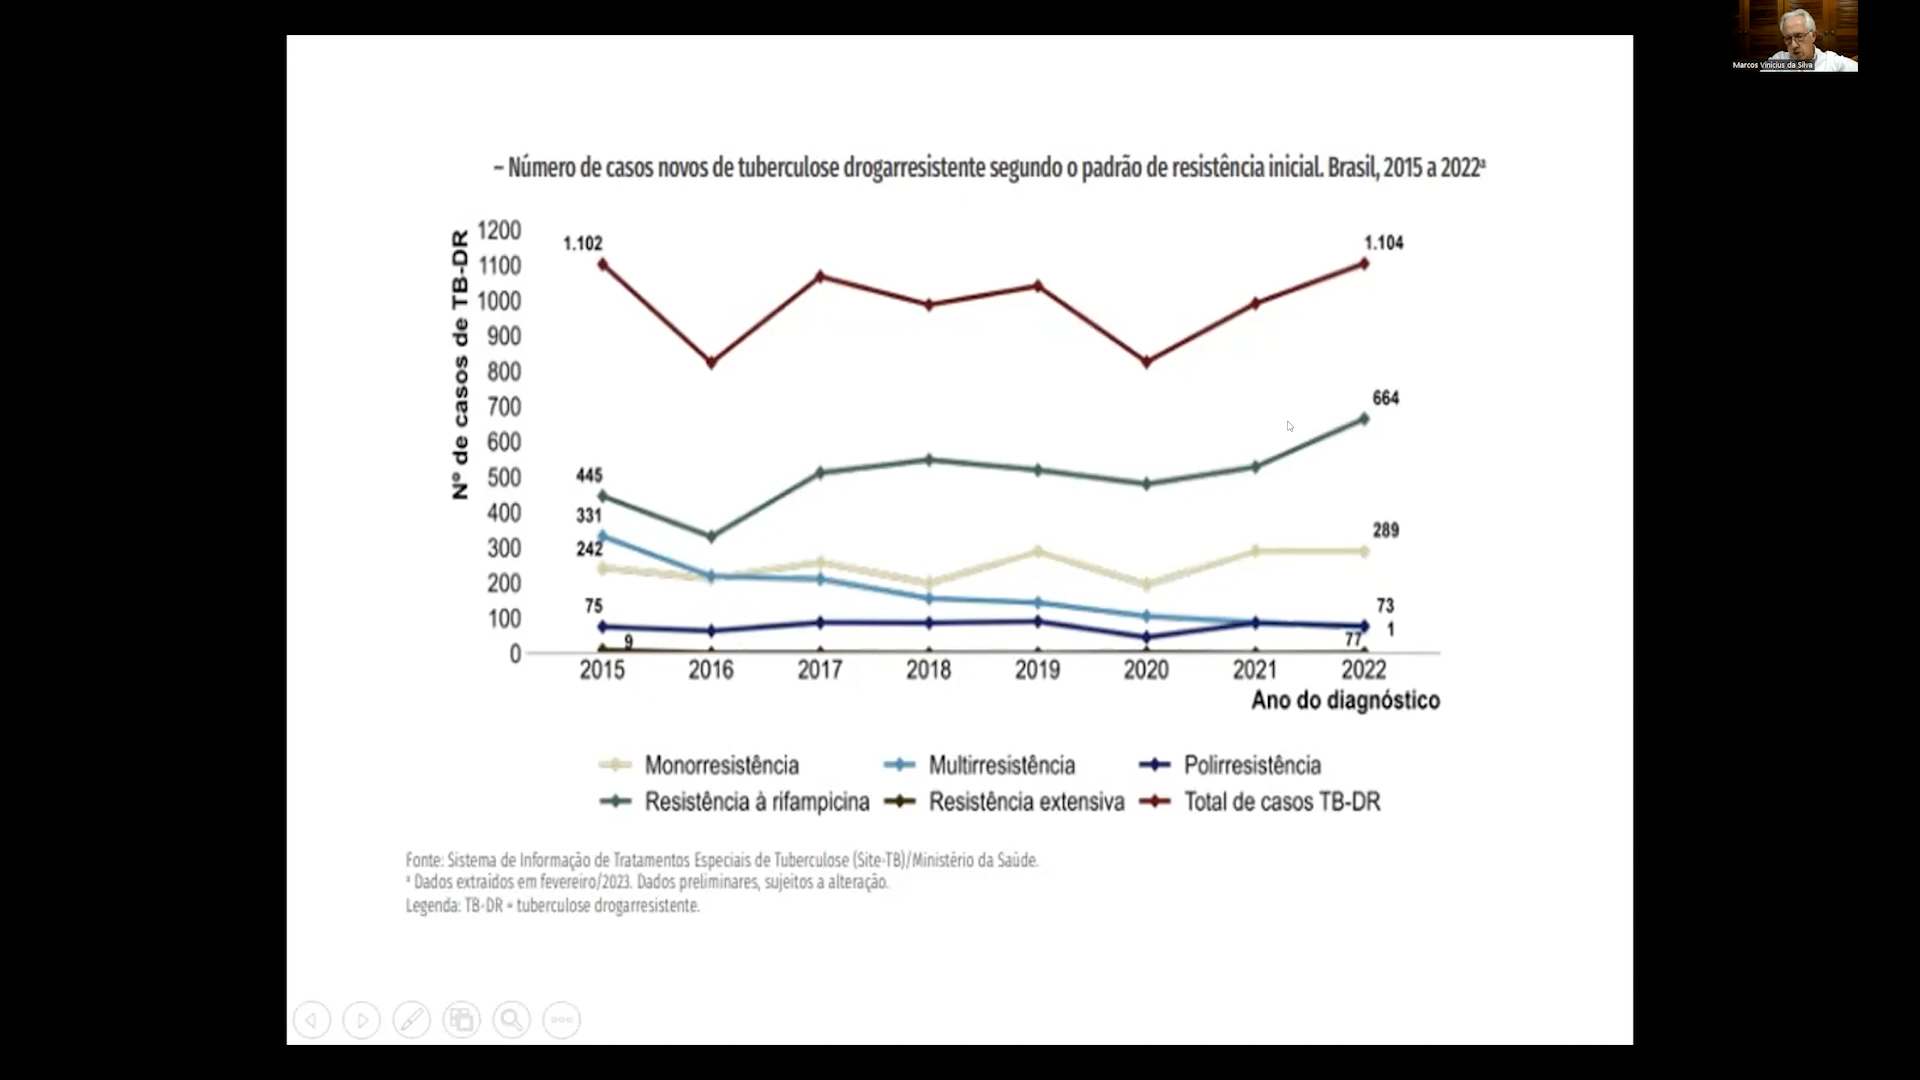 Marcos Vinicius da Silva
– Número de casos novos de tuberculose drogarresistente segundo o padrão de resistência inicial. Brasil, 2015 a 2022ª
Nº de casos de TB-DR
1200
1100
1000
900
800
700
600
500
400
300
200
100
0
1.102
1.104
664
445
331
242
289
75
9
73
1
77
2015 2016 2017 2018 2019 2020 2021 2022
Ano do diagnóstico
Monorresistência Multirresistência Polirresistência
Resistência à rifampicina Resistência extensiva Total de casos TB-DR
Fonte: Sistema de Informação de Tratamentos Especiais de Tuberculose (Site-TB)/Ministério da Saúde.
ª Dados extraídos em fevereiro/2023. Dados preliminares, sujeitos a alteração.
Legenda: TB-DR = tuberculose drogarresistente.